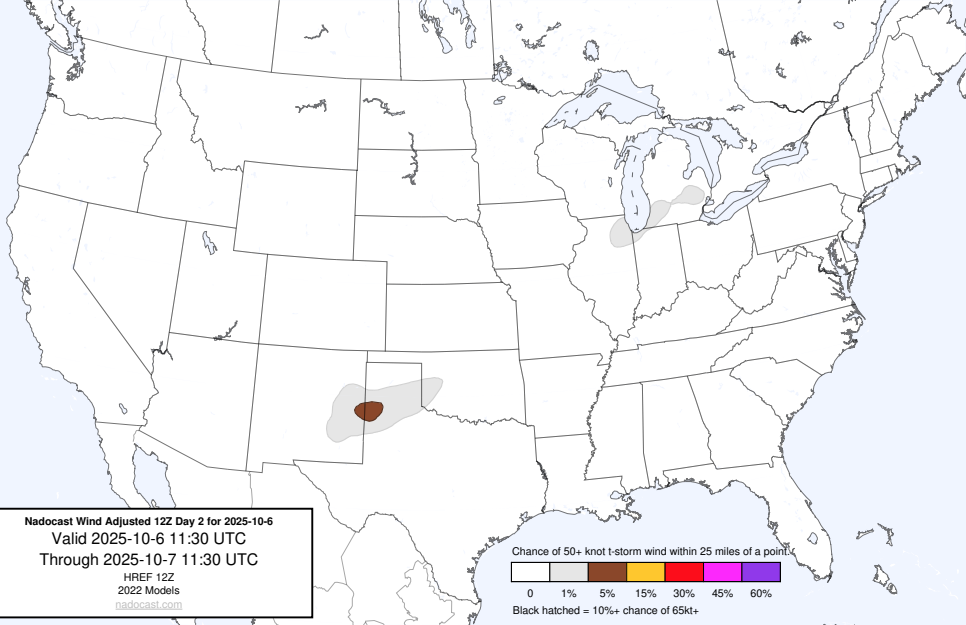 Nadocast Wind Adjusted 12Z Day 2 for 2025-10-6
Valid 2025-10-6 11:30 UTC
Through 2025-10-7 11:30 UTC
HREF 12Z
2022 Models
nadocast.com
Chance of 50+ knot t-storm wind within 25 miles of a point.
0 1% 5% 15% 30% 45% 60%
Black hatched = 10%+ chance of 65kt+